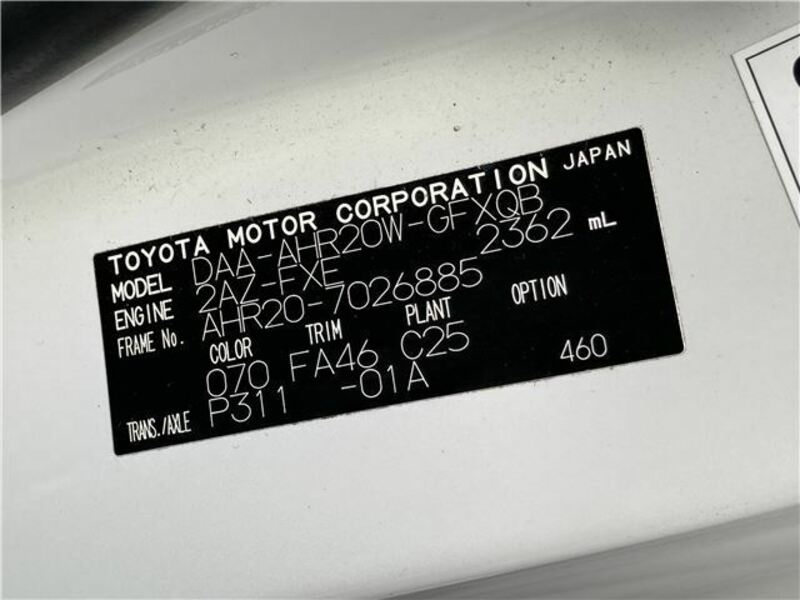 TOYOTA MOTOR CORPORATION JAPAN
MODEL DAA-AHR20W-GFXQB
ENGINE 2AZ-FXE 2362 mL
FRAME No. AHR20-7026885
COLOR TRIM PLANT OPTION
070 FA46 C25 460
TRANS./AXLE P311 -01A